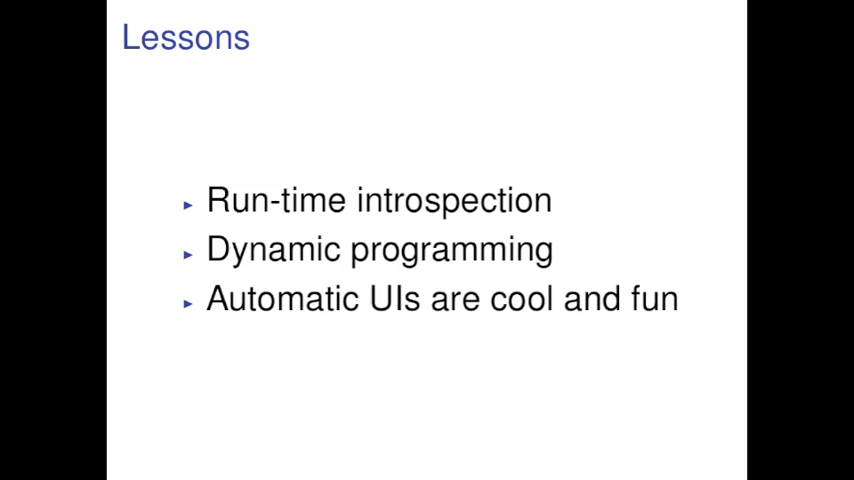 Lessons
Run-time introspection
Dynamic programming
Automatic UIs are cool and fun